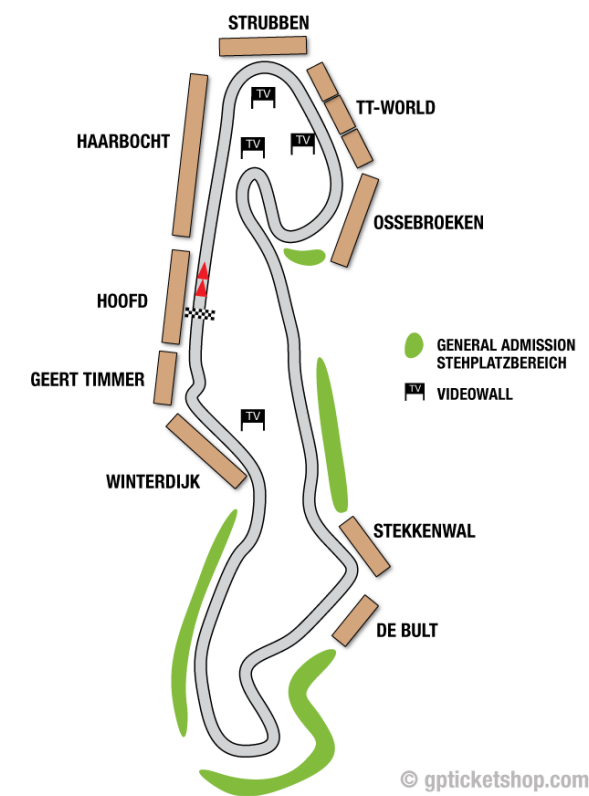 STRUBBEN
TV
TT-WORLD
HAARBOCHT
TV
TV
OSSEBROEKEN
HOOFD
GENERAL ADMISSION
STEHPLATZBEREICH
GEERT TIMMER
TV
VIDEOWALL
TV
WINTERDIJK
STEKKENWAL
DE BULT
© gpticketshop.com